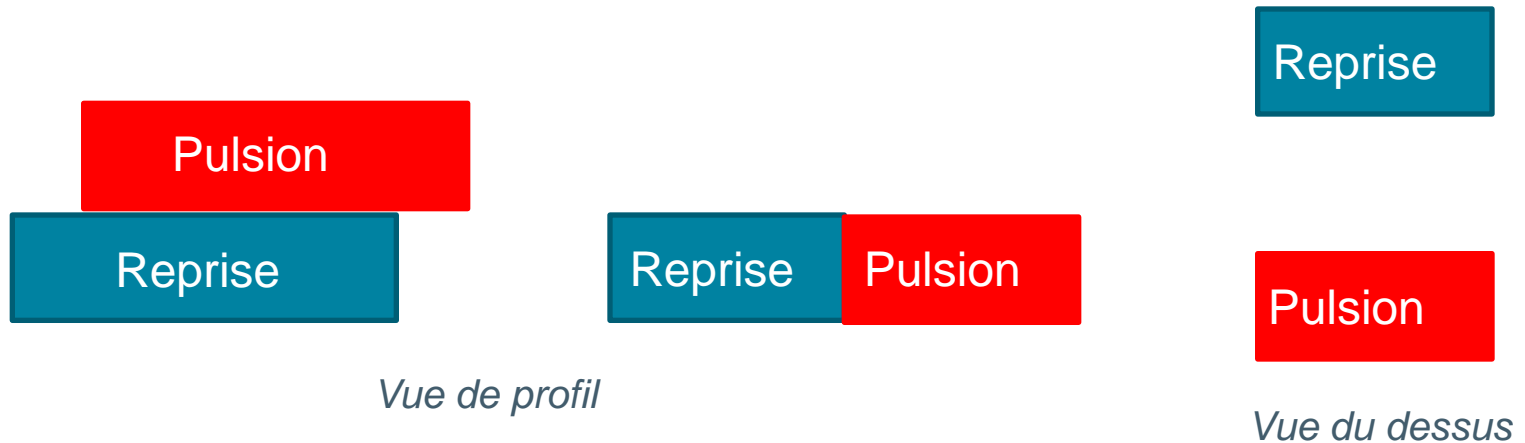 Pulsion
Reprise
Reprise
Pulsion
Vue de profil
Reprise
Pulsion
Vue du dessus